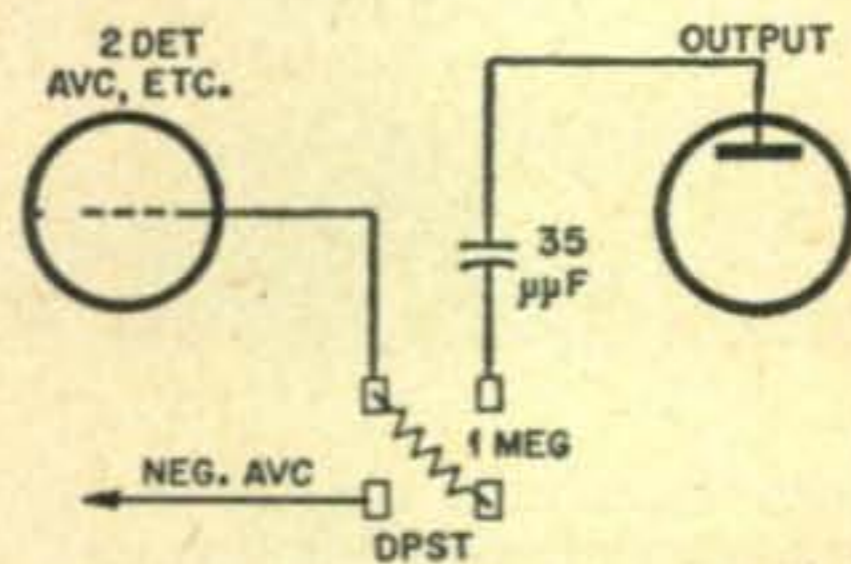 2 DET
AVC, ETC.
OUTPUT
35
µµF
1 MEG
NEG. AVC
DPST